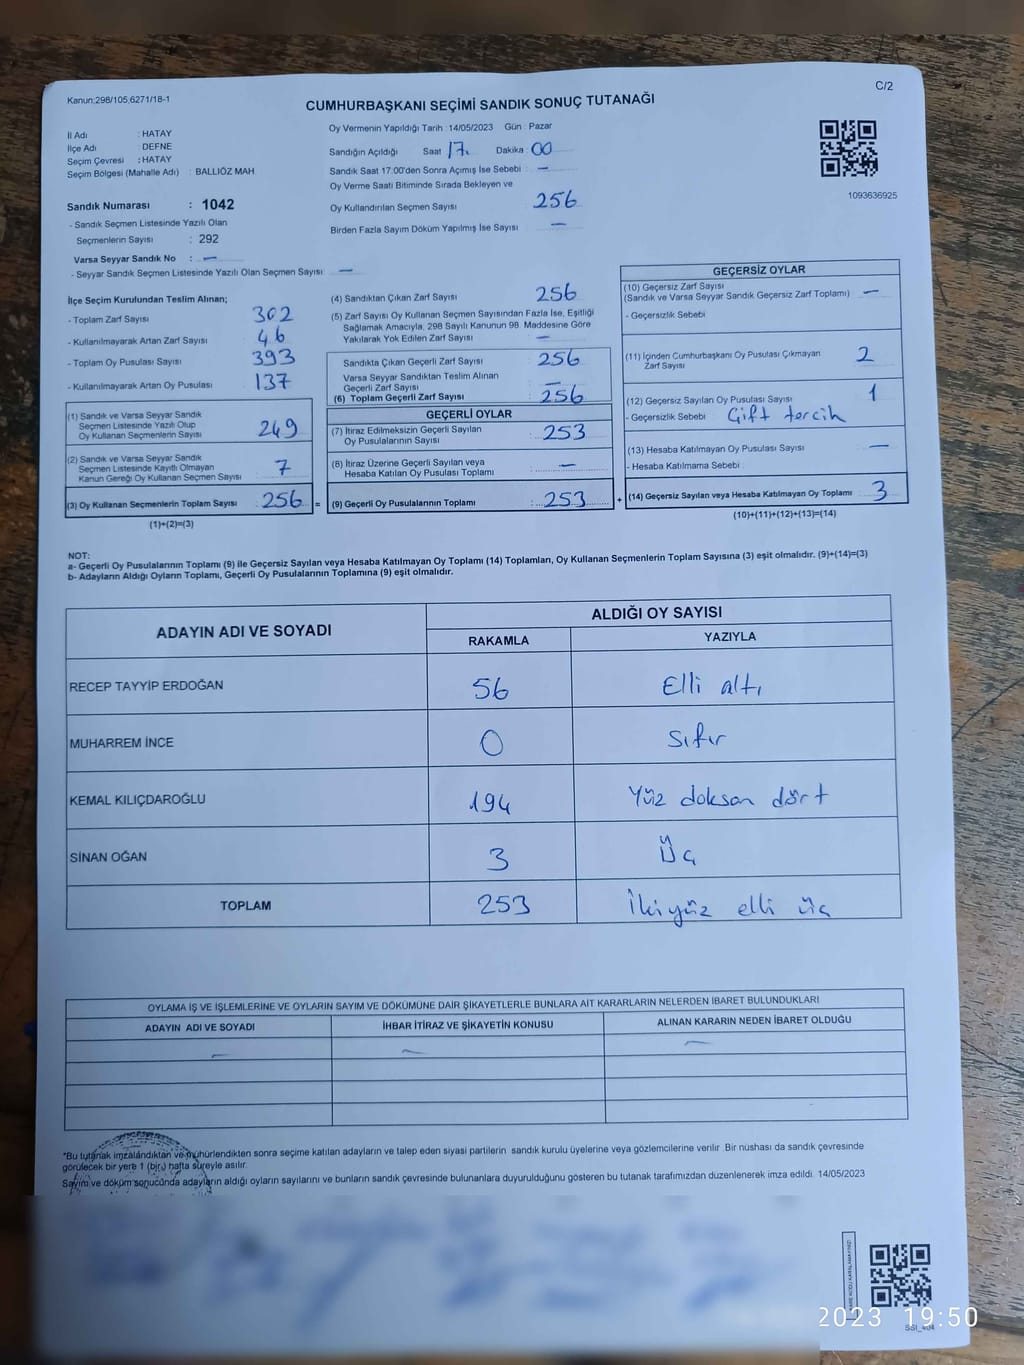 Kanun;298/105;6271/18-1
C/2
CUMHURBAŞKANI SEÇİMİ SANDIK SONUÇ TUTANAĞI
İl Adı : HATAY
İlçe Adı : DEFNE
Seçim Çevresi : HATAY
Seçim Bölgesi (Mahalle Adı) : BALLIÖZ MAH
Oy Vermenin Yapıldığı Tarih : 14/05/2023 Gün : Pazar
Sandığın Açıldığı Saat 17. Dakika : 00
Sandık Saat 17.00'den Sonra Açımış İse Sebebi : —
Oy Verme Saati Bitiminde Sırada Bekleyen ve
Oy Kullandırılan Seçmen Sayısı 256
Birden Fazla Sayım Döküm Yapılmış İse Sayısı —
1093636925
Sandık Numarası : 1042
- Sandık Seçmen Listesinde Yazılı Olan
Seçmenlerin Sayısı : 292
Varsa Seyyar Sandık No : —
- Seyyar Sandık Seçmen Listesinde Yazılı Olan Seçmen Sayısı : —
İlçe Seçim Kurulundan Teslim Alınan;
- Toplam Zarf Sayısı 302
- Kullanılmayarak Artan Zarf Sayısı 46
- Toplam Oy Pusulası Sayısı 393
- Kullanılmayarak Artan Oy Pusulası 137
(1) Sandık ve Varsa Seyyar Sandık
Seçmen Listesinde Yazılı Olup
Oy Kullanan Seçmenlerin Sayısı : 249
(2) Sandık ve Varsa Seyyar Sandık
Seçmen Listesinde Kayıtlı Olmayan
Kanun Gereği Oy Kullanan Seçmen Sayısı : 7
(3) Oy Kullanan Seçmenlerin Toplam Sayısı : 256 =
(1)+(2)=(3)
(4) Sandıktan Çıkan Zarf Sayısı 256
(5) Zarf Sayısı Oy Kullanan Seçmen Sayısından Fazla İse, Eşitliği
Sağlamak Amacıyla, 298 Sayılı Kanunun 98. Maddesine Göre
Yakılarak Yok Edilen Zarf Sayısı —
Sandıkta Çıkan Geçerli Zarf Sayısı 256
Varsa Seyyar Sandıktan Teslim Alınan
Geçerli Zarf Sayısı —
(6) Toplam Geçerli Zarf Sayısı 256
GEÇERLİ OYLAR
(7) İtiraz Edilmeksizin Geçerli Sayılan
Oy Pusulalarının Sayısı : 253
(8) İtiraz Üzerine Geçerli Sayılan veya
Hesaba Katılan Oy Pusulası Toplamı —
(9) Geçerli Oy Pusulalarının Toplamı : 253 +
GEÇERSİZ OYLAR
(10) Geçersiz Zarf Sayısı
(Sandık ve Varsa Seyyar Sandık Geçersiz Zarf Toplamı) —
- Geçersizlik Sebebi
(11) İçinden Cumhurbaşkanı Oy Pusulası Çıkmayan
Zarf Sayısı 2
(12) Geçersiz Sayılan Oy Pusulası Sayısı 1
- Geçersizlik Sebebi Çift tercih
(13) Hesaba Katılmayan Oy Pusulası Sayısı —
- Hesaba Katılmama Sebebi
(14) Geçersiz Sayılan veya Hesaba Katılmayan Oy Toplamı 3
(10)+(11)+(12)+(13)=(14)
NOT:
a- Geçerli Oy Pusulalarının Toplamı (9) ile Geçersiz Sayılan veya Hesaba Katılmayan Oy Toplamı (14) Toplamları, Oy Kullanan Seçmenlerin Toplam Sayısına (3) eşit olmalıdır. (9)+(14)=(3)
b- Adayların Aldığı Oyların Toplamı, Geçerli Oy Pusulalarının Toplamına (9) eşit olmalıdır.
ADAYIN ADI VE SOYADI
ALDIĞI OY SAYISI
RAKAMLA YAZIYLA
RECEP TAYYİP ERDOĞAN 56 Elli altı
MUHARREM İNCE 0 Sıfır
KEMAL KILIÇDAROĞLU 194 Yüz doksan dört
SİNAN OĞAN 3 Üç
TOPLAM 253 İkiyüz elli üç
OYLAMA İŞ VE İŞLEMLERİNE VE OYLARIN SAYIM VE DÖKÜMÜNE DAİR ŞİKAYETLERLE BUNLARA AİT KARARLARIN NELERDEN İBARET BULUNDUKLARI
ADAYIN ADI VE SOYADI İHBAR İTİRAZ VE ŞİKAYETİN KONUSU ALINAN KARARIN NEDEN İBARET OLDUĞU
— — —
*Bu tutanak imzalandıktan ve mühürlendikten sonra seçime katılan adayların ve talep eden siyasi partilerin sandık kurulu üyelerine veya gözlemcilerine verilir. Bir nüshası da sandık çevresinde
görülecek bir yere 1 (bir) hafta süreyle asılır.
Sayım ve döküm sonucunda adayların aldığı oyların sayılarını ve bunların sandık çevresinde bulunanlara duyurulduğunu gösteren bu tutanak tarafımızdan düzenlenerek imza edildi. 14/05/2023
2023 19:50